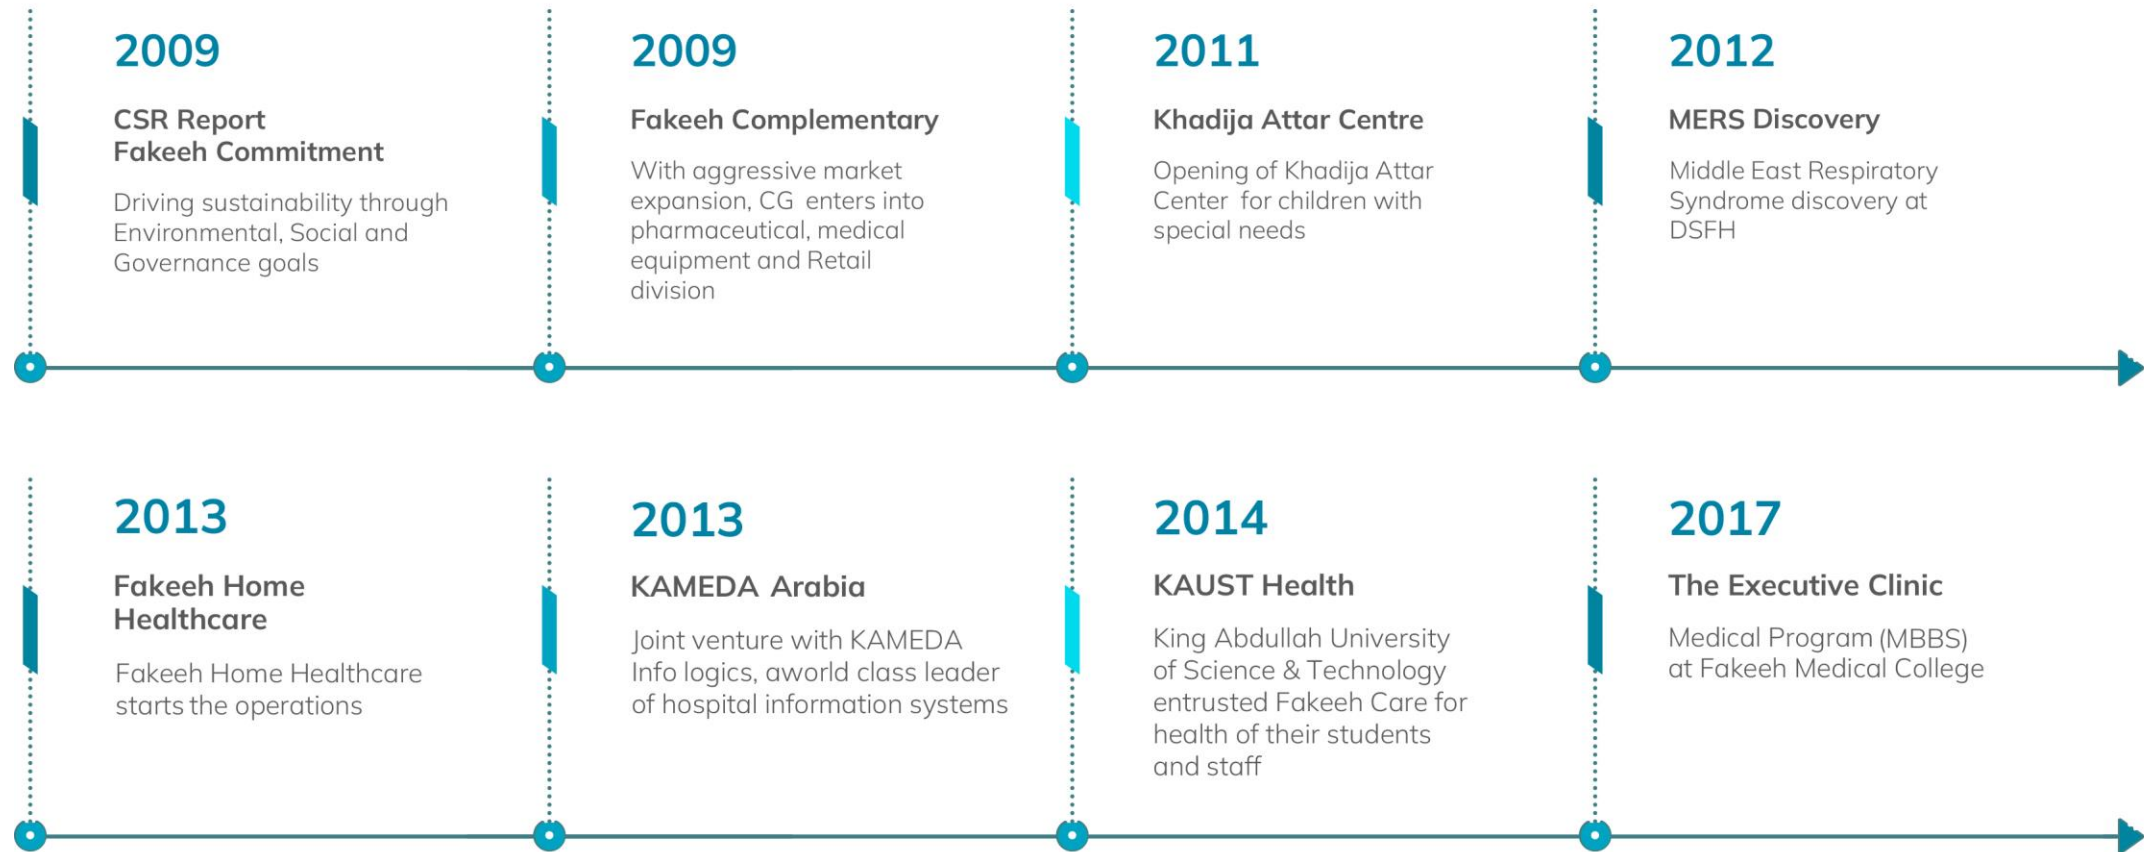 2009
CSR Report
Fakeeh Commitment
Driving sustainability through
Environmental, Social and
Governance goals
2009
Fakeeh Complementary
With aggressive market
expansion, CG enters into
pharmaceutical, medical
equipment and Retail
division
2011
Khadija Attar Centre
Opening of Khadija Attar
Center for children with
special needs
2012
MERS Discovery
Middle East Respiratory
Syndrome discovery at
DSFH
2013
Fakeeh Home
Healthcare
Fakeeh Home Healthcare
starts the operations
2013
KAMEDA Arabia
Joint venture with KAMEDA
Info logics, aworld class leader
of hospital information systems
2014
KAUST Health
King Abdullah University
of Science & Technology
entrusted Fakeeh Care for
health of their students
and staff
2017
The Executive Clinic
Medical Program (MBBS)
at Fakeeh Medical College